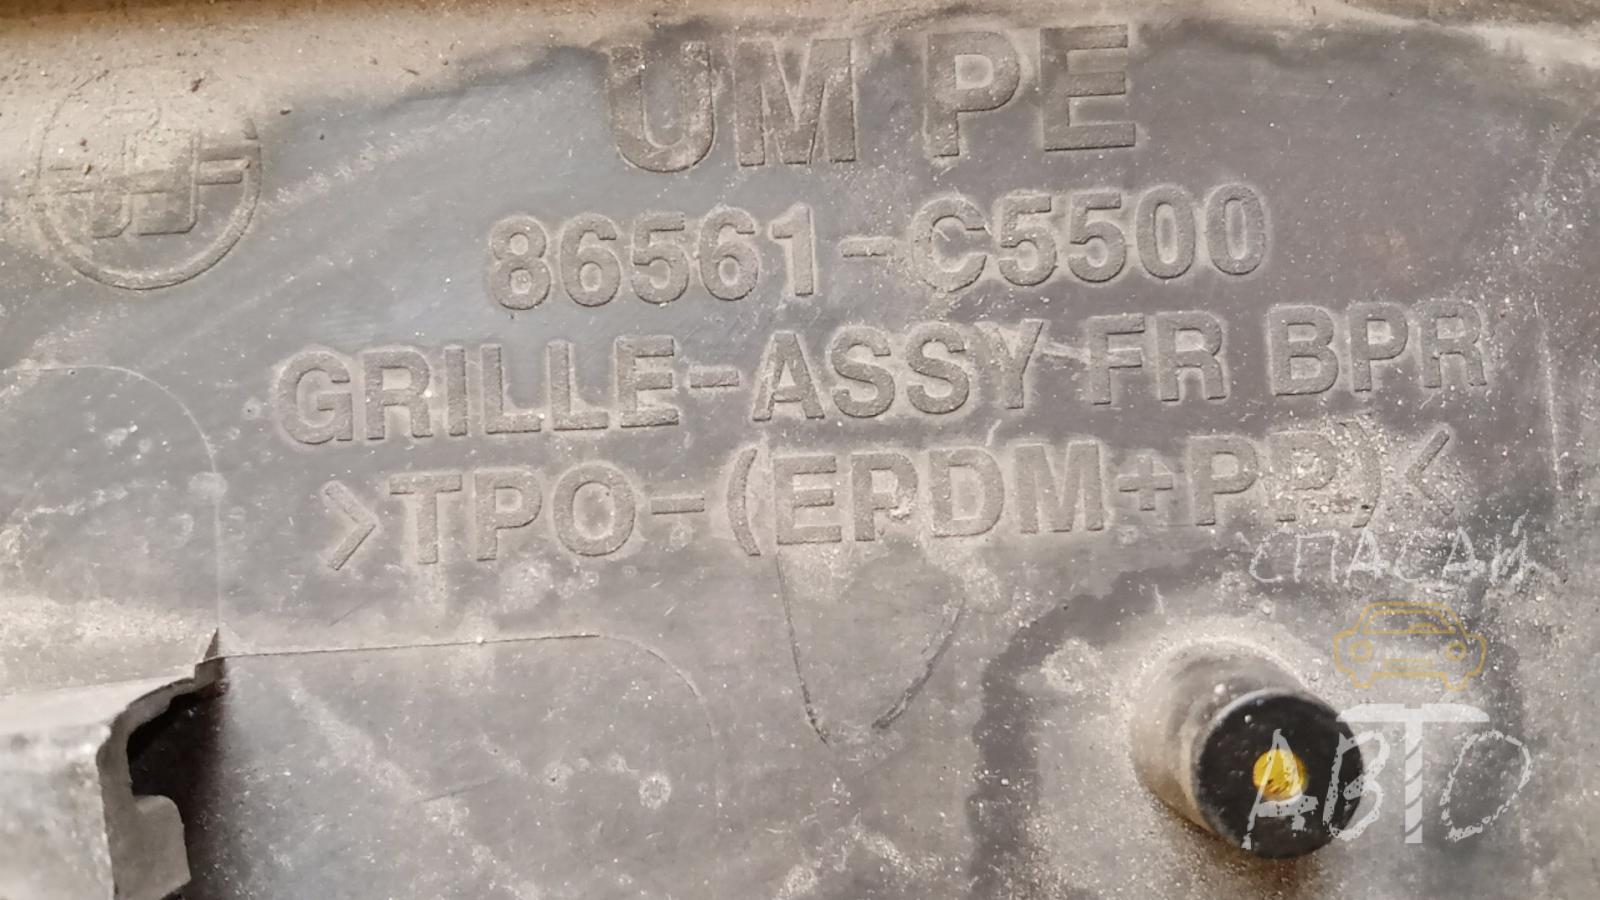 UM PE
86561-C5500
GRILLE-ASSY FR BPR
>TPO-(EPDM+PP)<
СПАСАЙ
АВТО